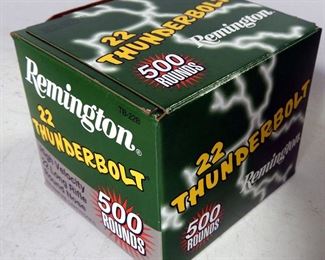 22
THUNDERBOLT
500
ROUNDS
Remington®
22
THUNDERBOLT
High Velocity
22 Long Rifle
500
ROUNDS
TB-22B
22
THUNDERBOLT
Remington
500
ROUNDS